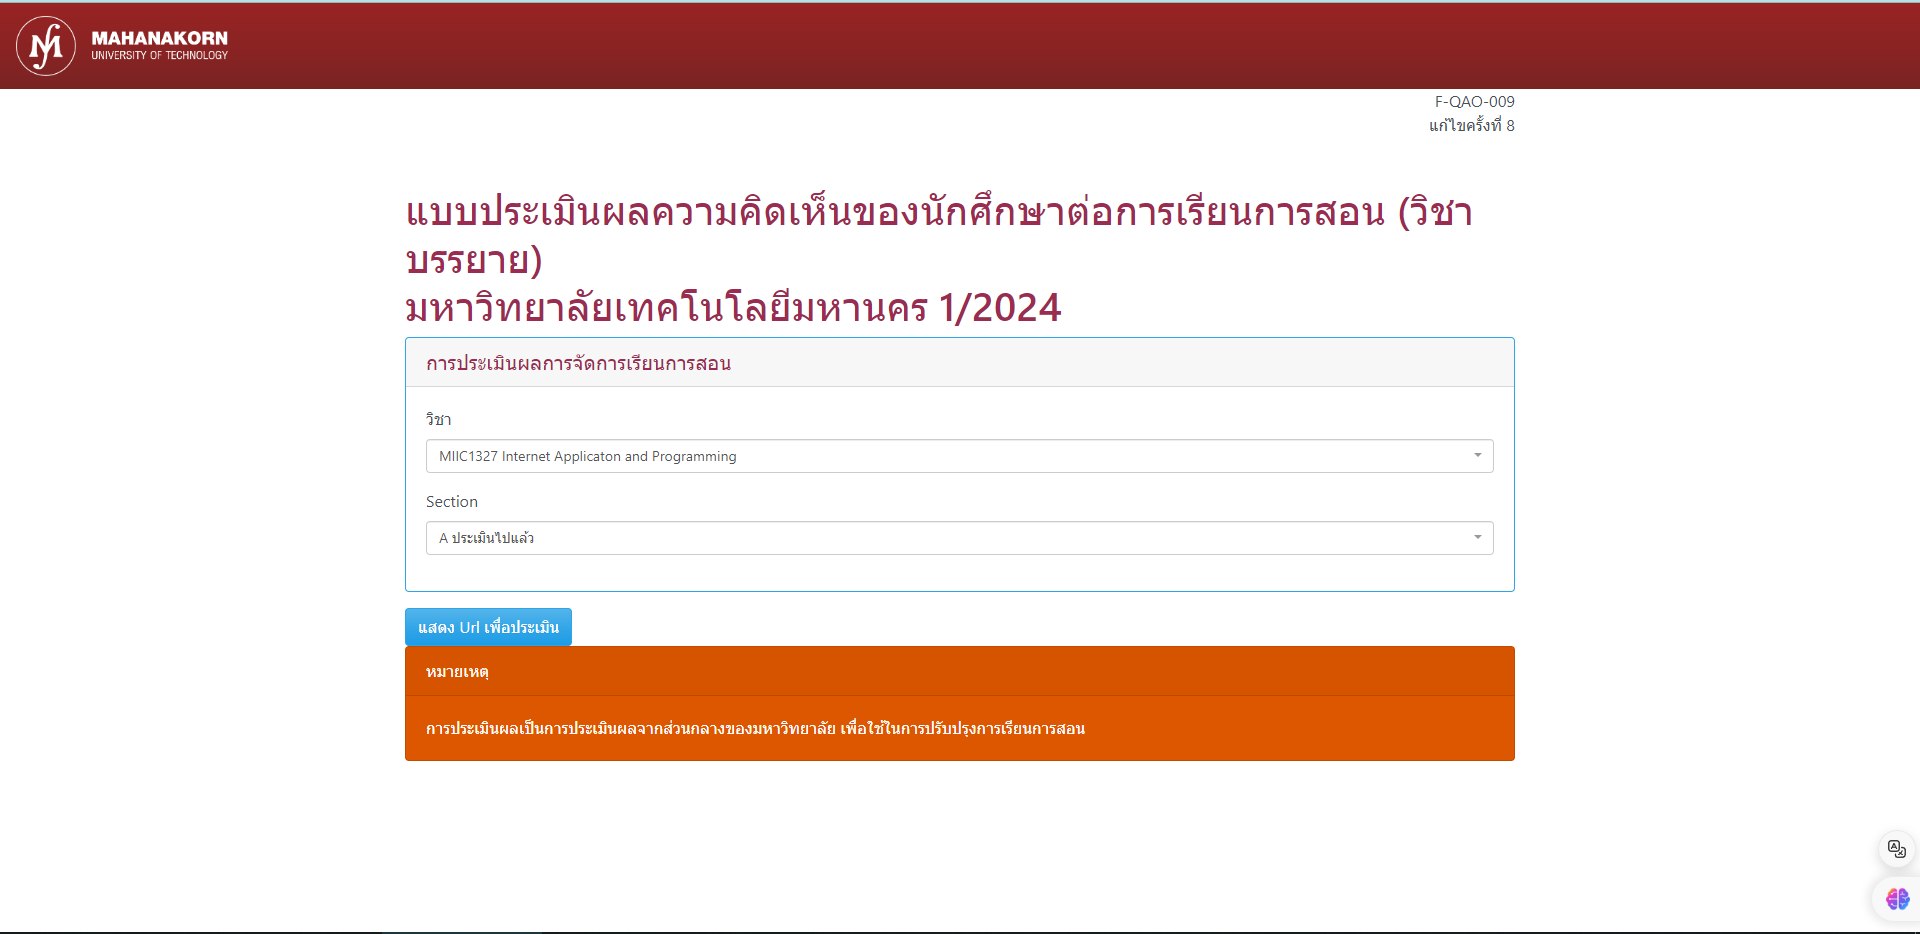 MAHANAKORN
UNIVERSITY OF TECHNOLOGY
F-QAO-009
แก้ไขครั้งที่ 8
แบบประเมินผลความคิดเห็นของนักศึกษาต่อการเรียนการสอน (วิชา
บรรยาย)
มหาวิทยาลัยเทคโนโลยีมหานคร 1/2024
การประเมินผลการจัดการเรียนการสอน
วิชา
MIIC1327 Internet Applicaton and Programming
Section
A ประเมินไปแล้ว
แสดง Url เพื่อประเมิน
หมายเหตุ
การประเมินผลเป็นการประเมินผลจากส่วนกลางของมหาวิทยาลัย เพื่อใช้ในการปรับปรุงการเรียนการสอน